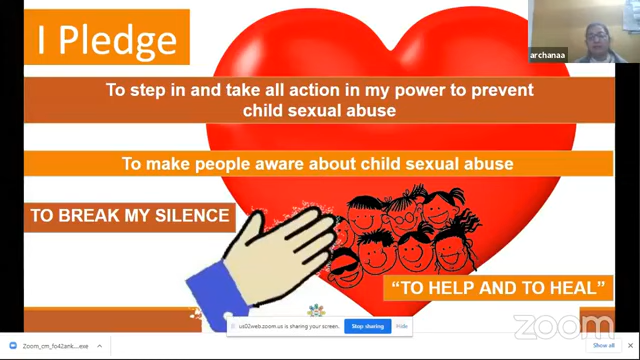 I Pledge
archanaa
To step in and take all action in my power to prevent
child sexual abuse
To make people aware about child sexual abuse
TO BREAK MY SILENCE
“TO HELP AND TO HEAL”
us02web.zoom.us is sharing your screen.
Stop sharing
Hide
zoom
Zoom_cm_fo42ank....exe
Show all